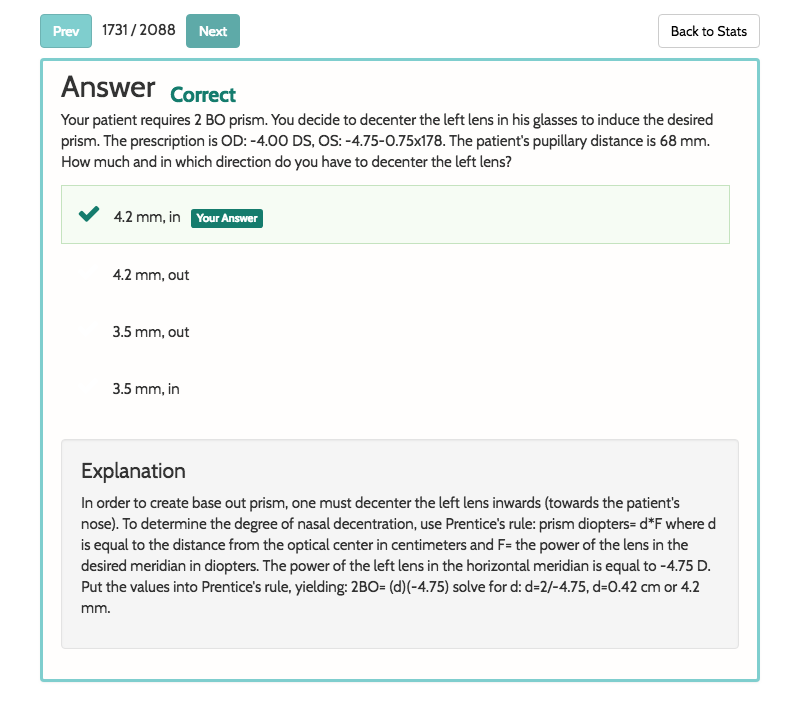 Prev 1731 / 2088 Next Back to Stats
Answer Correct
Your patient requires 2 BO prism. You decide to decenter the left lens in his glasses to induce the desired
prism. The prescription is OD: -4.00 DS, OS: -4.75-0.75x178. The patient's pupillary distance is 68 mm.
How much and in which direction do you have to decenter the left lens?
4.2 mm, in Your Answer
4.2 mm, out
3.5 mm, out
3.5 mm, in
Explanation
In order to create base out prism, one must decenter the left lens inwards (towards the patient's
nose). To determine the degree of nasal decentration, use Prentice's rule: prism diopters= d*F where d
is equal to the distance from the optical center in centimeters and F= the power of the lens in the
desired meridian in diopters. The power of the left lens in the horizontal meridian is equal to -4.75 D.
Put the values into Prentice's rule, yielding: 2BO= (d)(-4.75) solve for d: d=2/-4.75, d=0.42 cm or 4.2
mm.